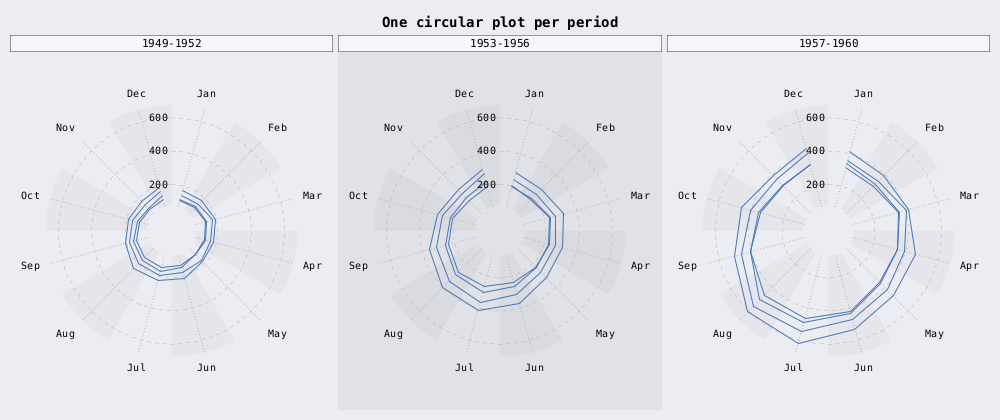 One circular plot per period
1949-1952
1953-1956
1957-1960
Dec Jan
Nov Feb
600
400
200
Oct Mar
Sep Apr
Aug May
Jul Jun
Dec Jan
Nov Feb
600
400
200
Oct Mar
Sep Apr
Aug May
Jul Jun
Dec Jan
Nov Feb
600
400
200
Oct Mar
Sep Apr
Aug May
Jul Jun